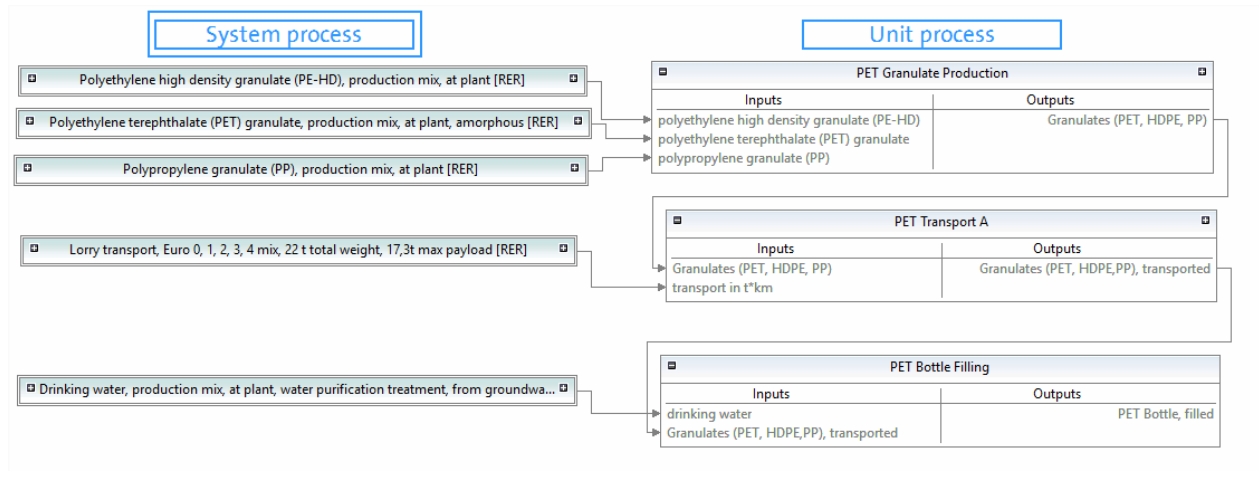 System process
Unit process
Polyethylene high density granulate (PE-HD), production mix, at plant [RER]
Polyethylene terephthalate (PET) granulate, production mix, at plant, amorphous [RER]
Polypropylene granulate (PP), production mix, at plant [RER]
PET Granulate Production
Inputs
Outputs
polyethylene high density granulate (PE-HD)
Granulates (PET, HDPE, PP)
polyethylene terephthalate (PET) granulate
polypropylene granulate (PP)
Lorry transport, Euro 0, 1, 2, 3, 4 mix, 22 t total weight, 17,3t max payload [RER]
PET Transport A
Inputs
Outputs
Granulates (PET, HDPE, PP)
Granulates (PET, HDPE,PP), transported
transport in t*km
Drinking water, production mix, at plant, water purification treatment, from groundwa...
PET Bottle Filling
Inputs
Outputs
drinking water
PET Bottle, filled
Granulates (PET, HDPE,PP), transported